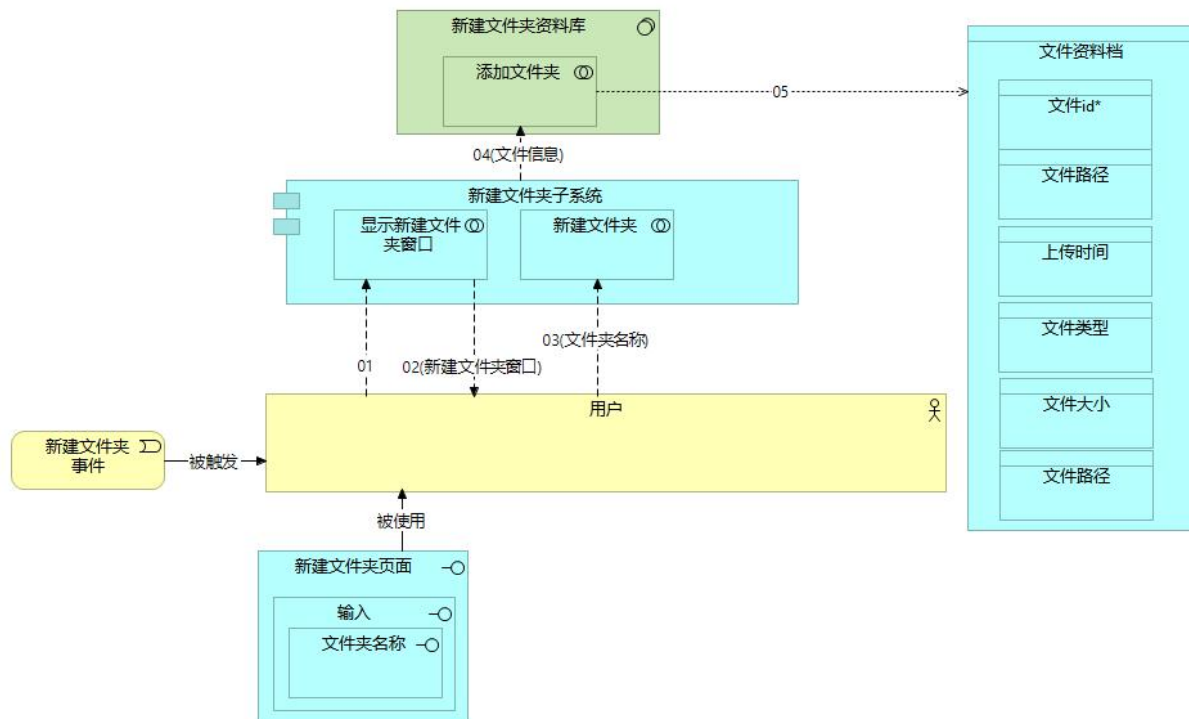 新建文件夹资料库
添加文件夹
文件资料档
05
文件id*
04(文件信息)
文件路径
新建文件夹子系统
显示新建文件
夹窗口
新建文件夹
上传时间
文件类型
03(文件夹名称)
01
02(新建文件夹窗口)
文件大小
用户
新建文件夹
事件
被触发
文件路径
被使用
新建文件夹页面
输入
文件夹名称